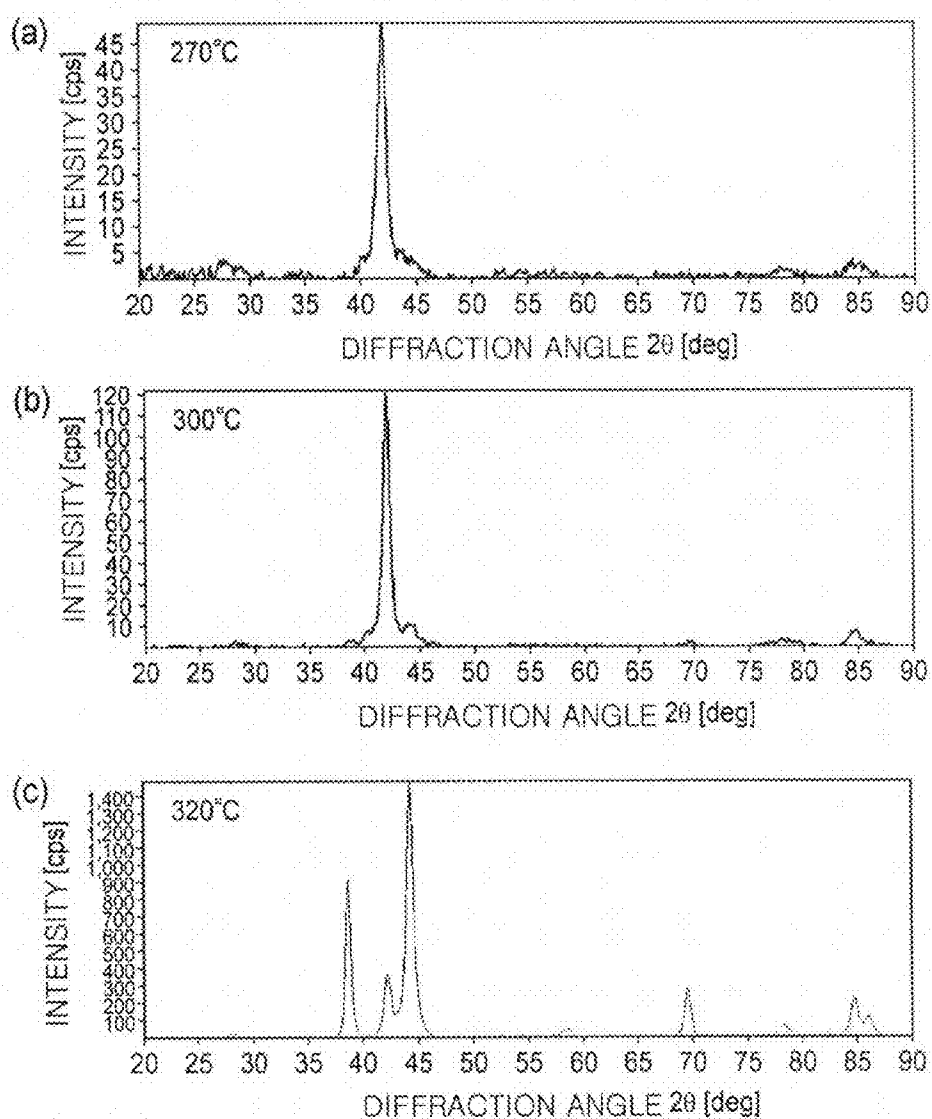 (a)
270°C
INTENSITY [cps]
45
40
35
30
25
20
15
10
5
20 25 30 35 40 45 50 55 60 65 70 75 80 85 90
DIFFRACTION ANGLE 2θ [deg]
(b)
300°C
INTENSITY [cps]
120
110
100
90
80
70
60
50
40
30
20
10
20 25 30 35 40 45 50 55 60 65 70 75 80 85 90
DIFFRACTION ANGLE 2θ [deg]
(c)
320°C
INTENSITY [cps]
1,400
1,300
1,200
1,100
1,000
900
800
700
600
500
400
300
200
100
20 25 30 35 40 45 50 55 60 65 70 75 80 85 90
DIFFRACTION ANGLE 2θ [deg]